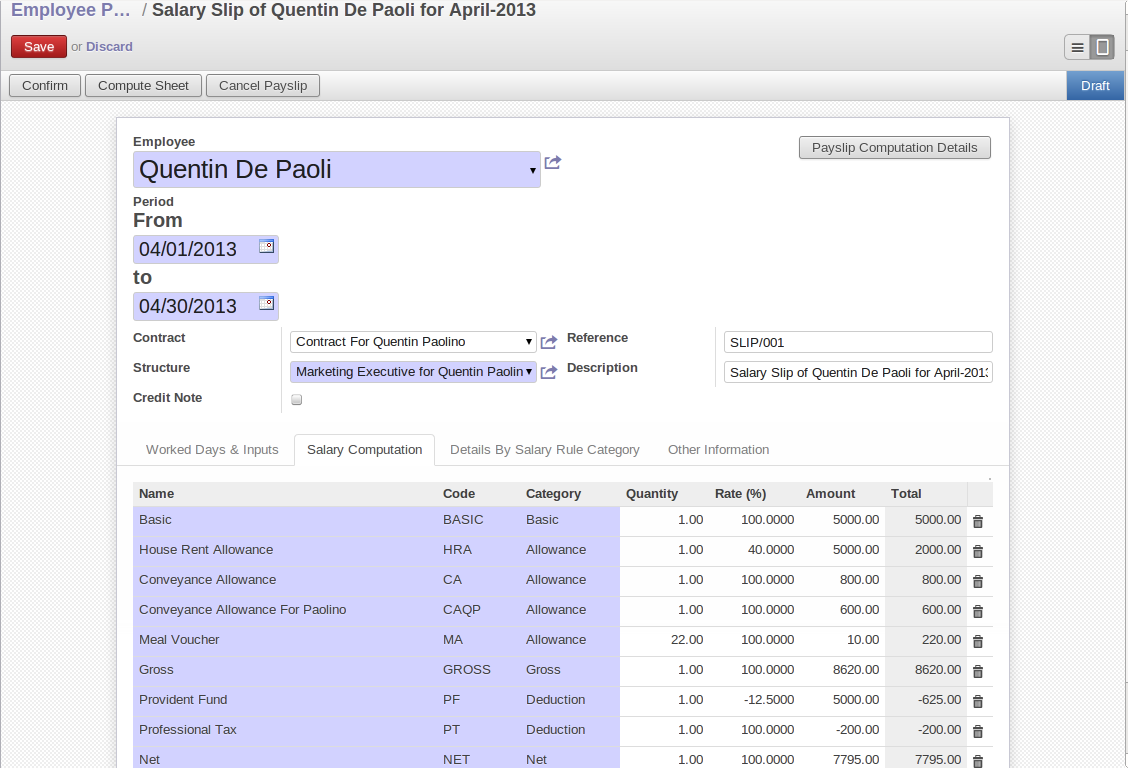 Employee P... / Salary Slip of Quentin De Paoli for April-2013
Save or Discard
Confirm Compute Sheet Cancel Payslip Draft
Employee
Payslip Computation Details
Quentin De Paoli
Period
From
04/01/2013
to
04/30/2013
Contract Contract For Quentin Paolino Reference SLIP/001
Structure Marketing Executive for Quentin Paolin Description Salary Slip of Quentin De Paoli for April-2013
Credit Note
Worked Days & Inputs Salary Computation Details By Salary Rule Category Other Information
Name Code Category Quantity Rate (%) Amount Total
Basic BASIC Basic 1.00 100.0000 5000.00 5000.00
House Rent Allowance HRA Allowance 1.00 40.0000 5000.00 2000.00
Conveyance Allowance CA Allowance 1.00 100.0000 800.00 800.00
Conveyance Allowance For Paolino CAQP Allowance 1.00 100.0000 600.00 600.00
Meal Voucher MA Allowance 22.00 100.0000 10.00 220.00
Gross GROSS Gross 1.00 100.0000 8620.00 8620.00
Provident Fund PF Deduction 1.00 -12.5000 5000.00 -625.00
Professional Tax PT Deduction 1.00 100.0000 -200.00 -200.00
Net NET Net 1.00 100.0000 7795.00 7795.00